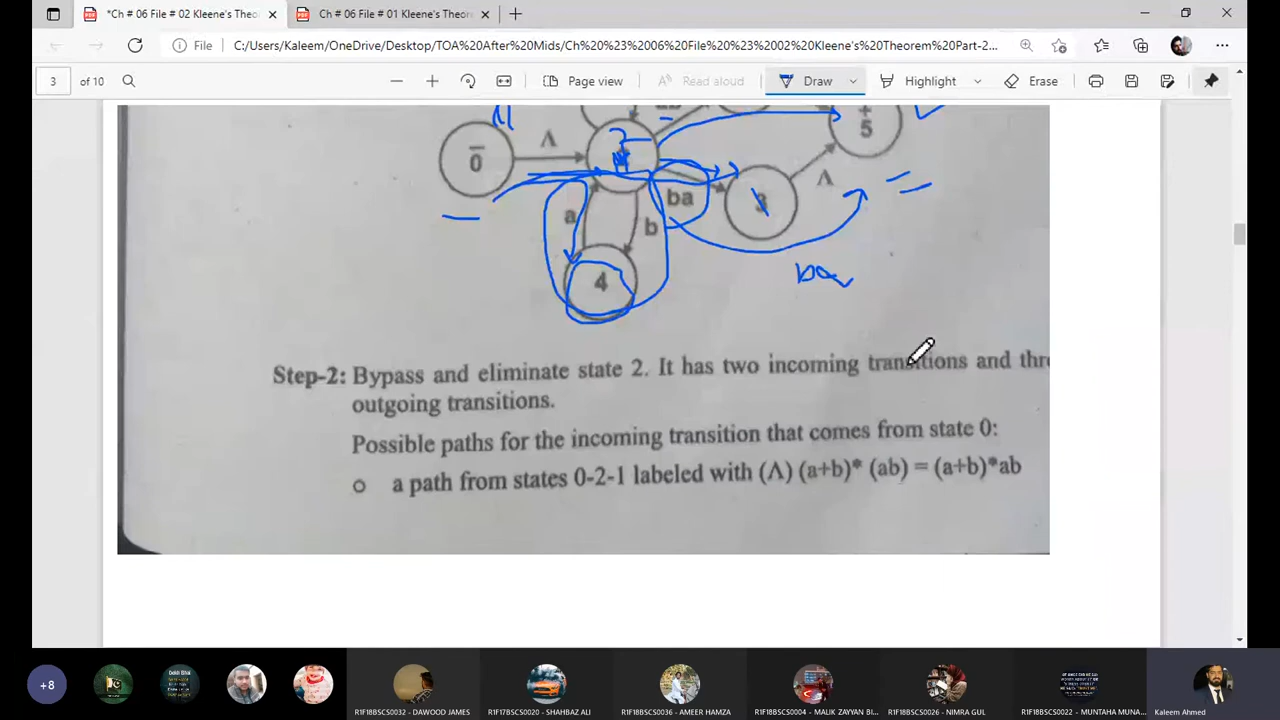 *Ch # 06 File # 02 Kleene's Theo
Ch # 06 File # 01 Kleene's Theore
File
C:/Users/Kaleem/OneDrive/Desktop/TOA%20After%20Mids/Ch%20%23%2006%20File%20%23%2002%20Kleene's%20Theorem%20Part-2...
3 of 10
Page view
Read aloud
Draw
Highlight
Erase
0
Λ
+
5
ba
Λ
a
b
4
ba
Step-2: Bypass and eliminate state 2. It has two incoming transitions and thr
outgoing transitions.
Possible paths for the incoming transition that comes from state 0:
o a path from states 0-2-1 labeled with (Λ) (a+b)* (ab) = (a+b)*ab
+8
R1F18BSCS0032 - DAWOOD JAMES
R1F17BSCS0020 - SHAHBAZ ALI
R1F18BSCS0036 - AMEER HAMZA
R1F18BSCS0004 - MALIK ZAYYAN BI...
R1F18BSCS0026 - NIMRA GUL
R1F18BSCS0022 - MUNTAHA MUNA...
Kaleem Ahmed